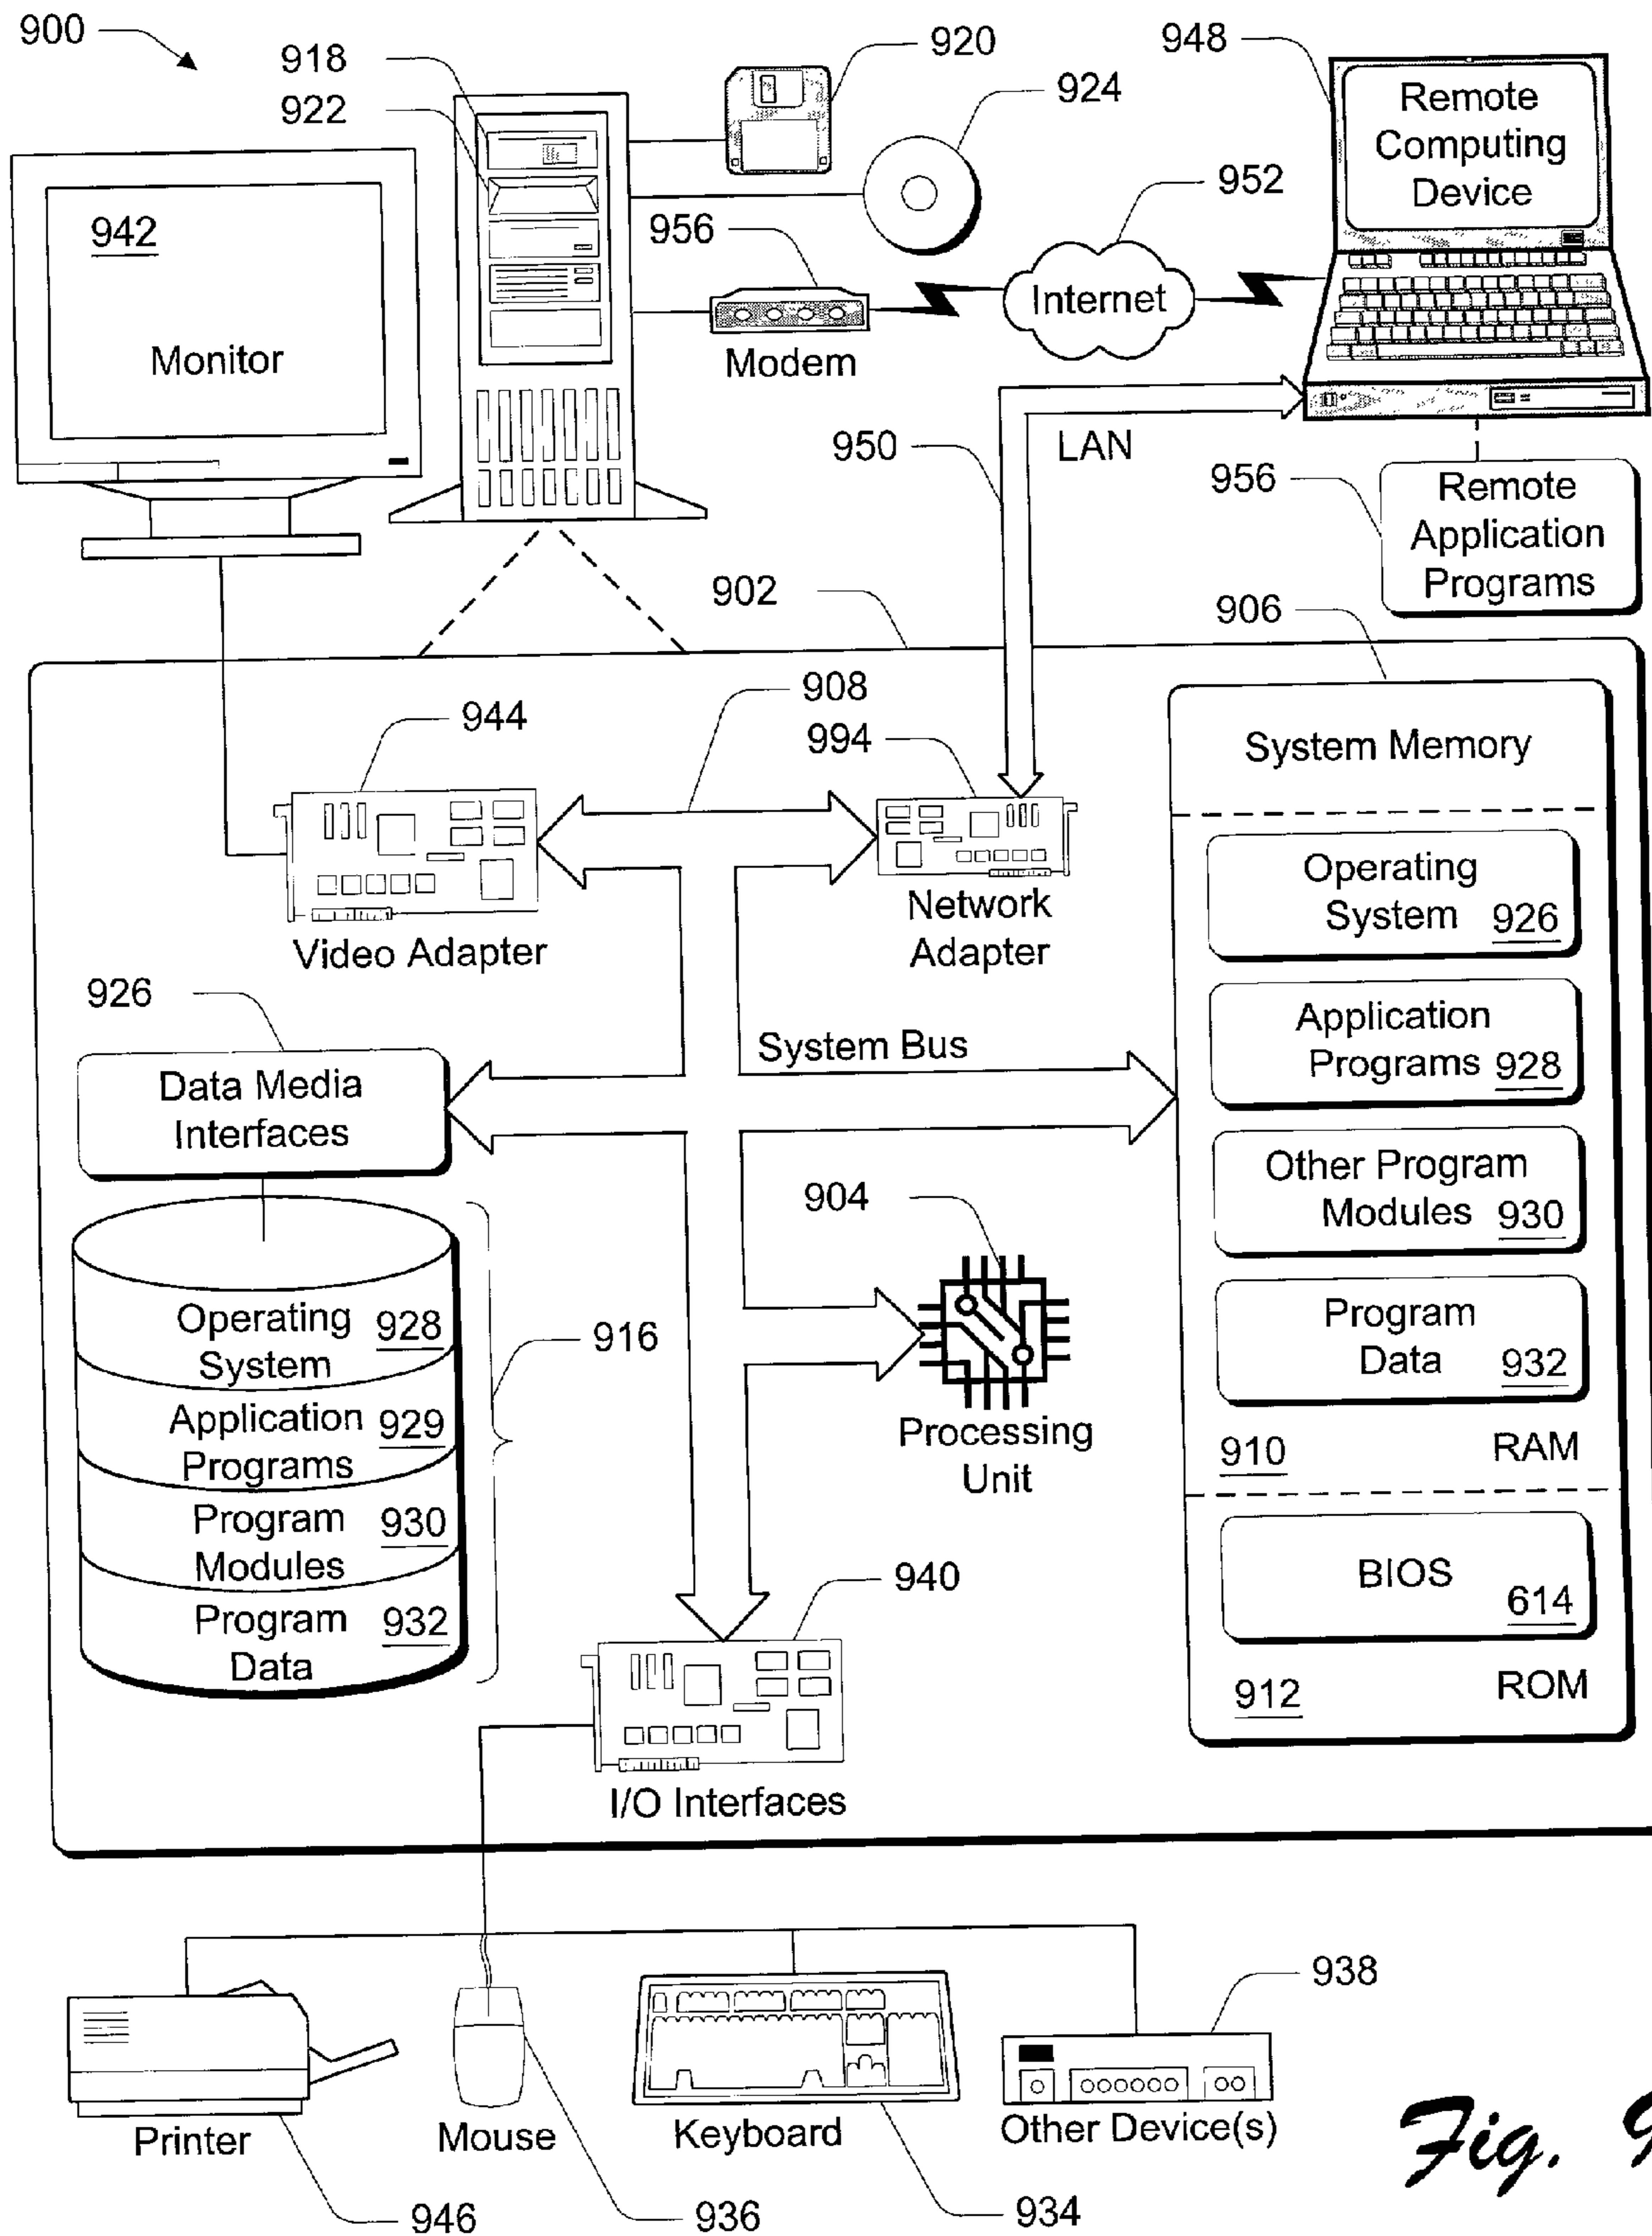 900
918
922
920
924
948
Remote
Computing
Device
942
Monitor
956
952
Internet
Modem
950
LAN
956
Remote
Application
Programs
902
906
908
944
994
System Memory
Video Adapter
Network
Adapter
Operating
System 926
Application
Programs 928
926
System Bus
Data Media
Interfaces
Other Program
Modules 930
904
Program
Data 932
Operating
System 928
916
Application
Programs 929
Processing
Unit
910 RAM
Program
Modules 930
940
BIOS
614
Program
Data 932
912 ROM
I/O Interfaces
938
Printer
Mouse
Keyboard
Other Device(s)
946
936
934
Fig. 9